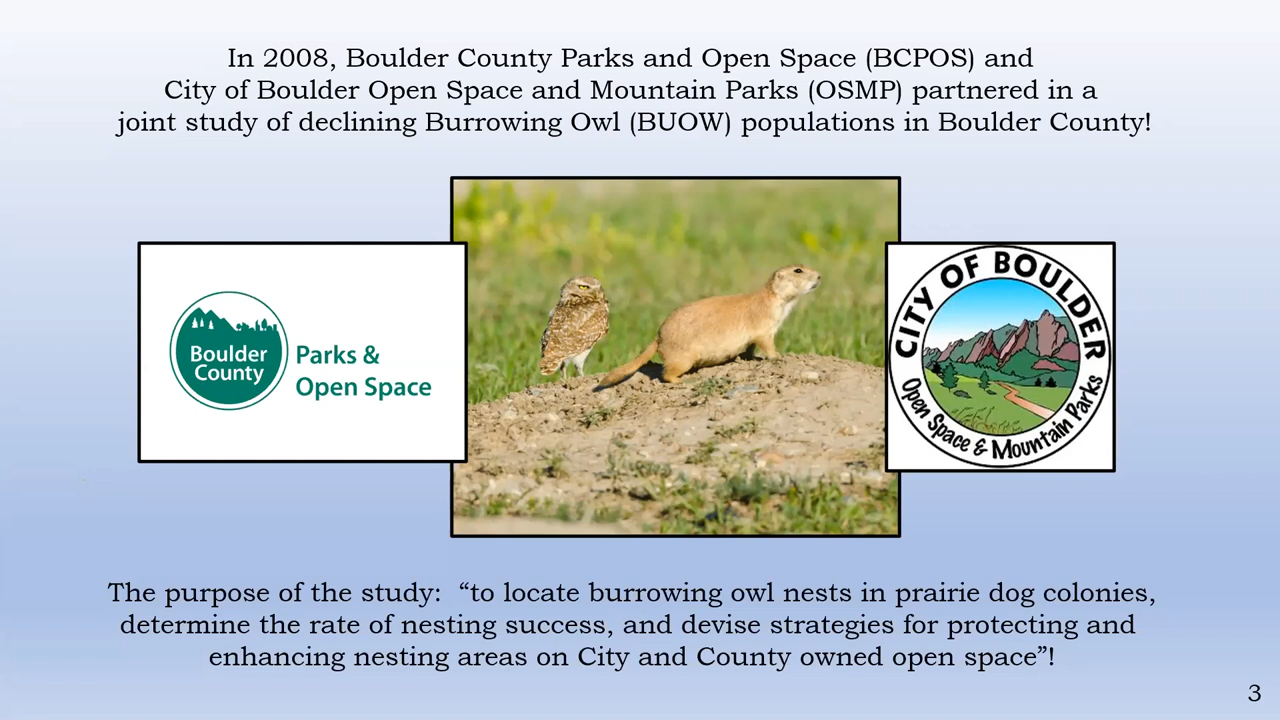 In 2008, Boulder County Parks and Open Space (BCPOS) and
City of Boulder Open Space and Mountain Parks (OSMP) partnered in a
joint study of declining Burrowing Owl (BUOW) populations in Boulder County!
Boulder
County
Parks &
Open Space
CITY OF BOULDER
Open Space & Mountain Parks
The purpose of the study:  “to locate burrowing owl nests in prairie dog colonies,
determine the rate of nesting success, and devise strategies for protecting and
enhancing nesting areas on City and County owned open space”!
3